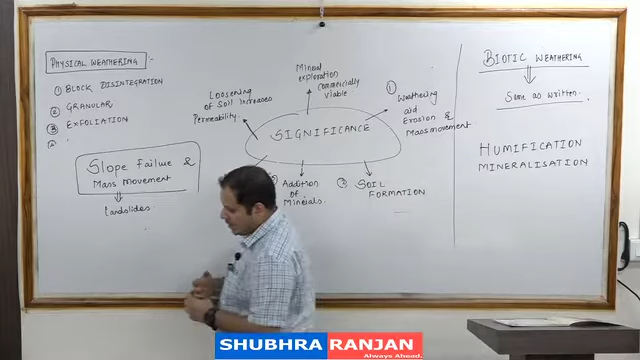 PHYSICAL WEATHERING :-
① BLOCK DISINTEGRATION
② GRANULAR
③ EXFOLIATION
④
Slope Failure &
Mass movement
⇓
Landslides.
Loosening
of Soil Increases
Permeability.
Mineral
exploration
Commercially
Viable.
①
Weathering
aid
Erosion &
Mass movement
SIGNIFICANCE
Addition
of
Minerals.
② SOIL
FORMATION
BIOTIC WEATHERING
⇓
Same as written.
HUMIFICATION
MINERALISATION
SHUBHRA RANJAN
Always Ahead.